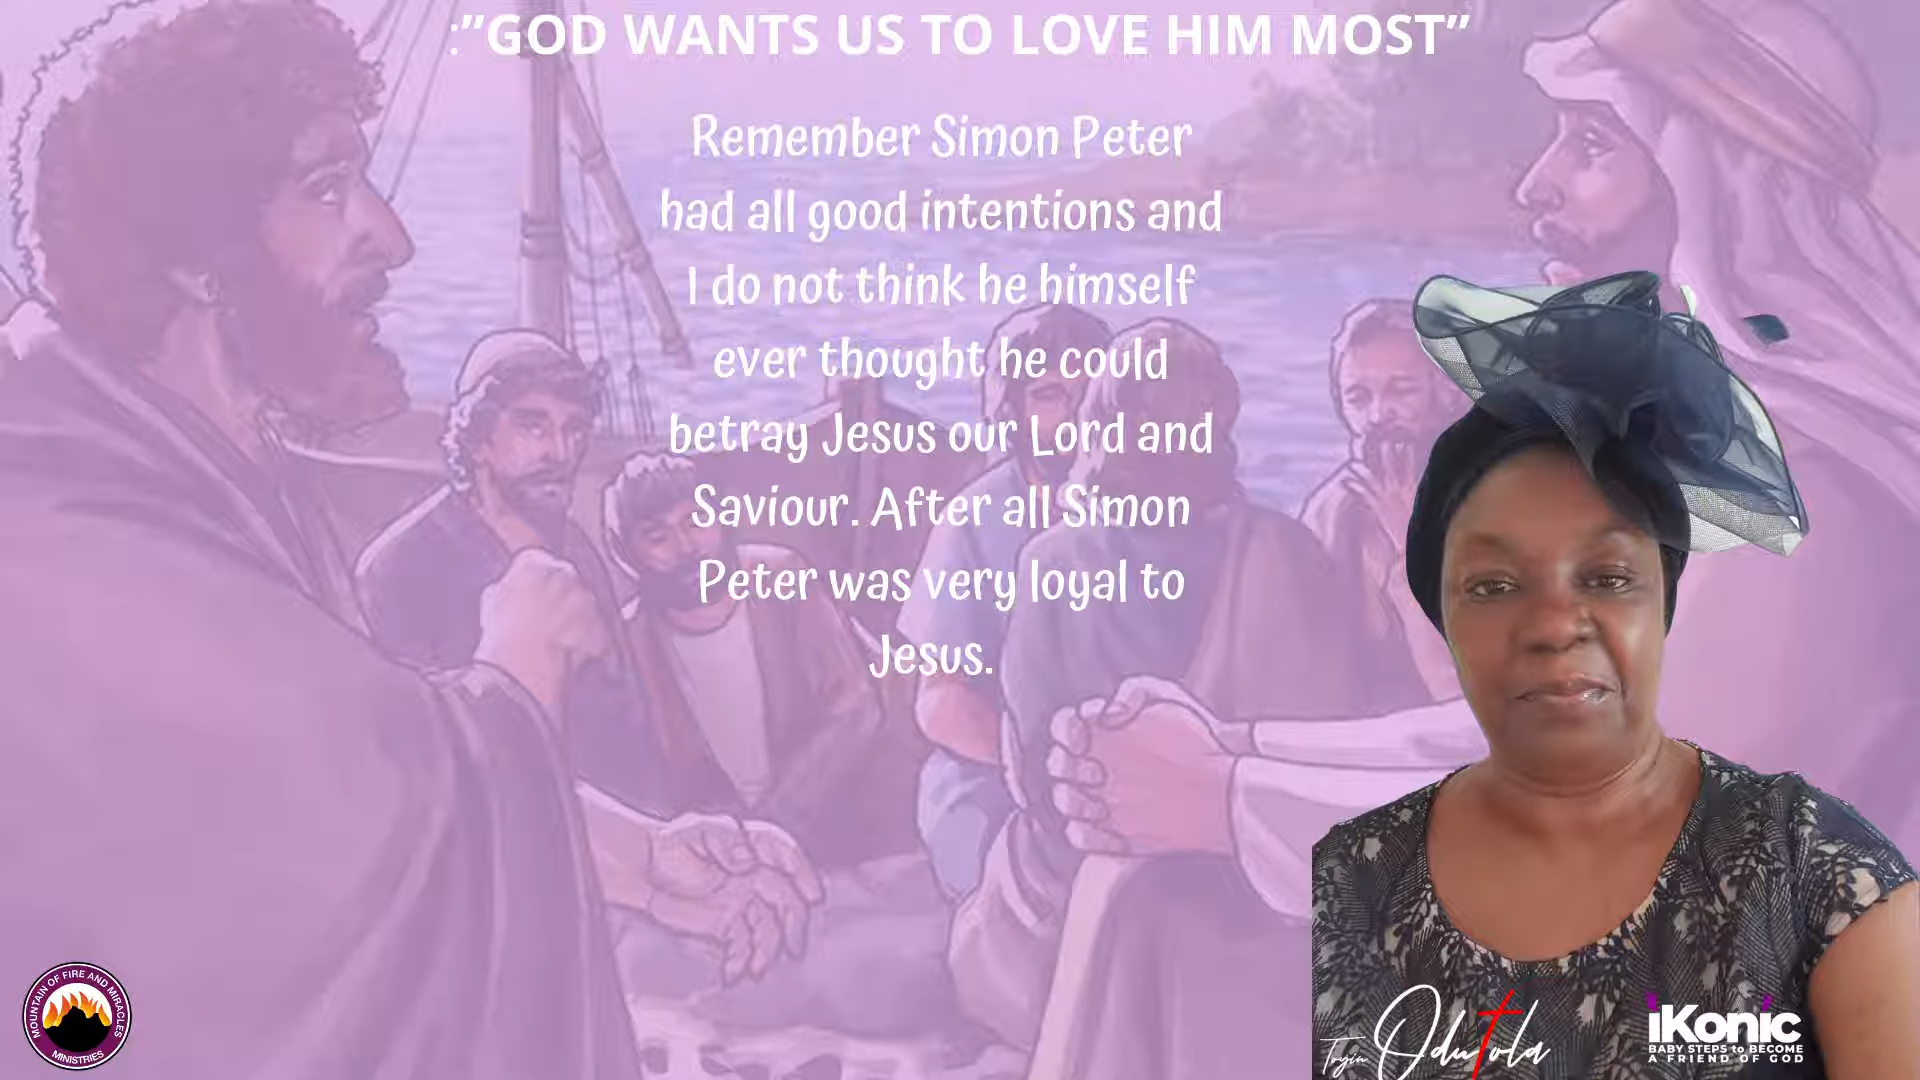 :”GOD WANTS US TO LOVE HIM MOST”
Remember Simon Peter
had all good intentions and
I do not think he himself
ever thought he could
betray Jesus our Lord and
Saviour. After all Simon
Peter was very loyal to
Jesus.
MOUNTAIN OF FIRE AND MIRACLES
MINISTRIES
Toyin Odutola
iKonic
BABY STEPS to BECOME
A FRIEND OF GOD